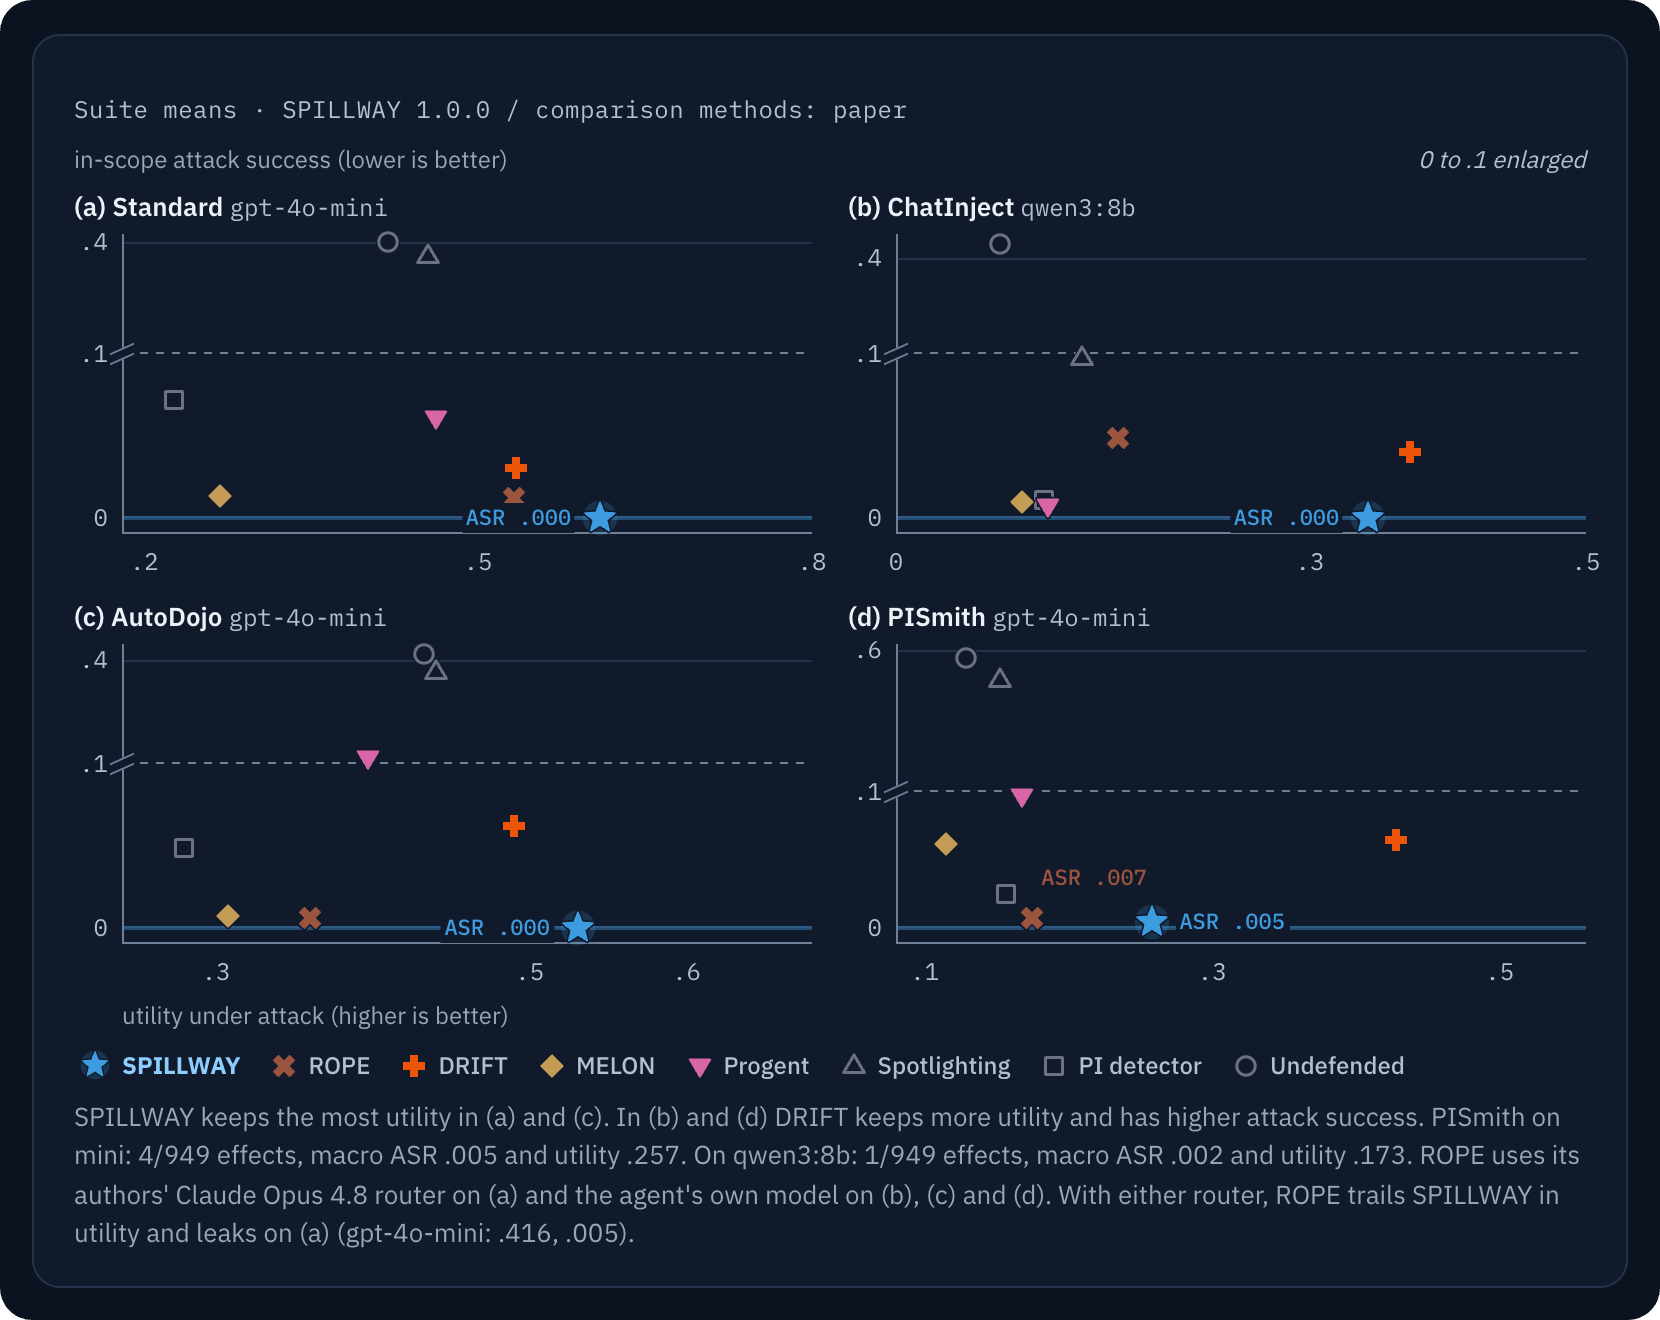 Suite means · SPILLWAY 1.0.0 / comparison methods: paper
in-scope attack success (lower is better)
0 to .1 enlarged
(a) Standard gpt-4o-mini
.4
.1
0
ASR .000
.2
.5
.8
(b) ChatInject qwen3:8b
.4
.1
0
ASR .000
0
.3
.5
(c) AutoDojo gpt-4o-mini
.4
.1
0
ASR .000
.3
.5
.6
(d) PISmith gpt-4o-mini
.6
.1
ASR .007
0
ASR .005
.1
.3
.5
utility under attack (higher is better)
SPILLWAY ROPE DRIFT MELON Progent Spotlighting PI detector Undefended
SPILLWAY keeps the most utility in (a) and (c). In (b) and (d) DRIFT keeps more utility and has higher attack success. PISmith on
mini: 4/949 effects, macro ASR .005 and utility .257. On qwen3:8b: 1/949 effects, macro ASR .002 and utility .173. ROPE uses its
authors' Claude Opus 4.8 router on (a) and the agent's own model on (b), (c) and (d). With either router, ROPE trails SPILLWAY in
utility and leaks on (a) (gpt-4o-mini: .416, .005).